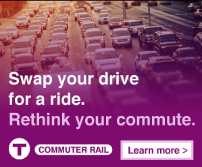 Swap your drive
for a ride.
Rethink your commute.
T COMMUTER RAIL Learn more >